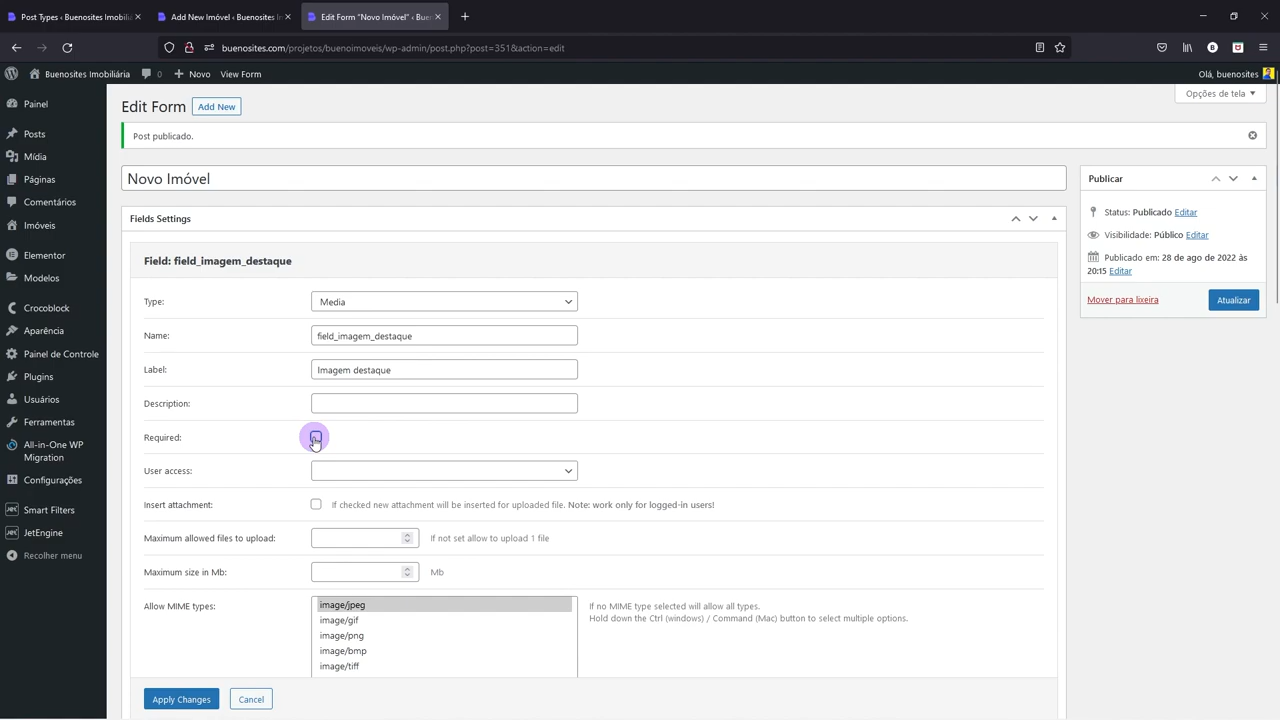 Post Types ‹ Buenosites Imobiliá
Add New Imóvel ‹ Buenosites Im
Edit Form "Novo Imóvel" ‹ Bue
buenosites.com/projetos/buenoimoveis/wp-admin/post.php?post=351&action=edit
Buenosites Imobiliária
0
Novo
View Form
Olá, buenosites
Painel
Posts
Mídia
Páginas
Comentários
Imóveis
Elementor
Modelos
Crocoblock
Aparência
Painel de Controle
Plugins
Usuários
Ferramentas
All-in-One WP
Migration
Configurações
Smart Filters
JetEngine
Recolher menu
Opções de tela
Edit Form
Add New
Post publicado.
Novo Imóvel
Fields Settings
Field: field_imagem_destaque
Type:
Media
Name:
field_imagem_destaque
Label:
Imagem destaque
Description:
Required:
User access:
Insert attachment:
If checked new attachment will be inserted for uploaded file. Note: work only for logged-in users!
Maximum allowed files to upload:
If not set allow to upload 1 file
Maximum size in Mb:
Mb
Allow MIME types:
image/jpeg
image/gif
image/png
image/bmp
image/tiff
If no MIME type selected will allow all types.
Hold down the Ctrl (windows) / Command (Mac) button to select multiple options.
Apply Changes
Cancel
Publicar
Status: Publicado Editar
Visibilidade: Público Editar
Publicado em: 28 de ago de 2022 às
20:15 Editar
Mover para lixeira
Atualizar